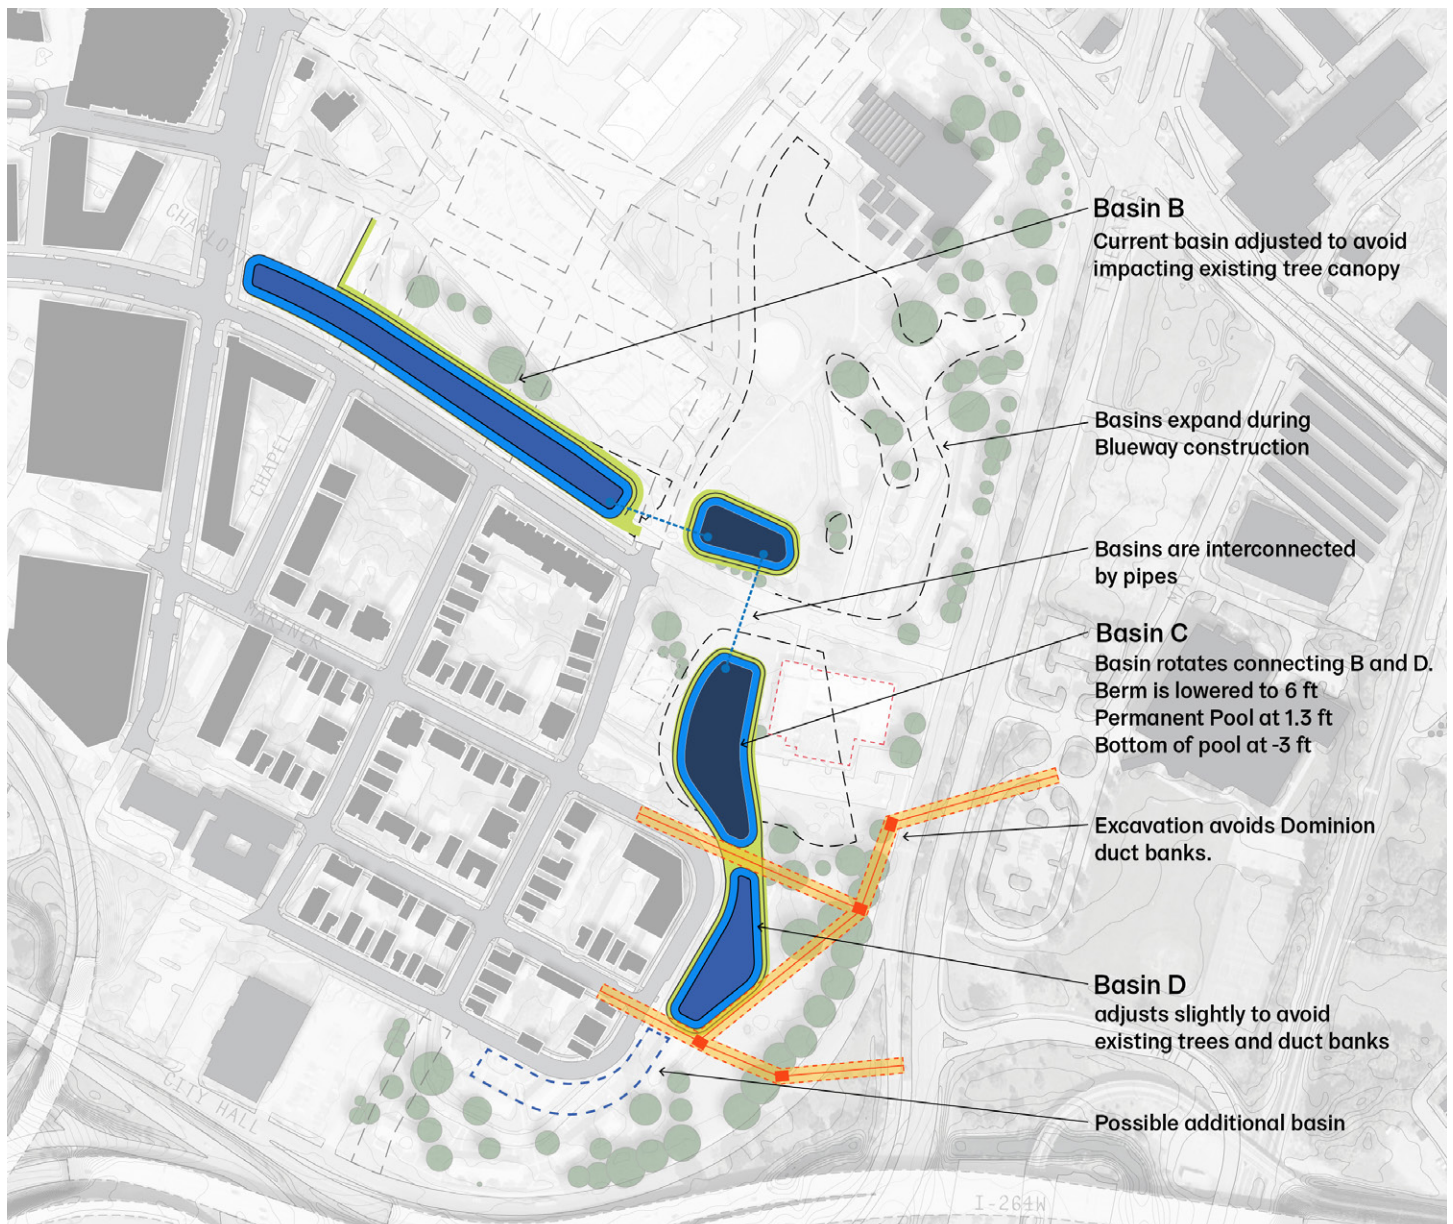 Basin B
Current basin adjusted to avoid
impacting existing tree canopy
Basins expand during
Blueway construction
Basins are interconnected
by pipes
Basin C
Basin rotates connecting B and D.
Berm is lowered to 6 ft
Permanent Pool at 1.3 ft
Bottom of pool at -3 ft
Excavation avoids Dominion
duct banks.
Basin D
adjusts slightly to avoid
existing trees and duct banks
Possible additional basin
CHAPEL
MARINER
CITY HALL
I-264W